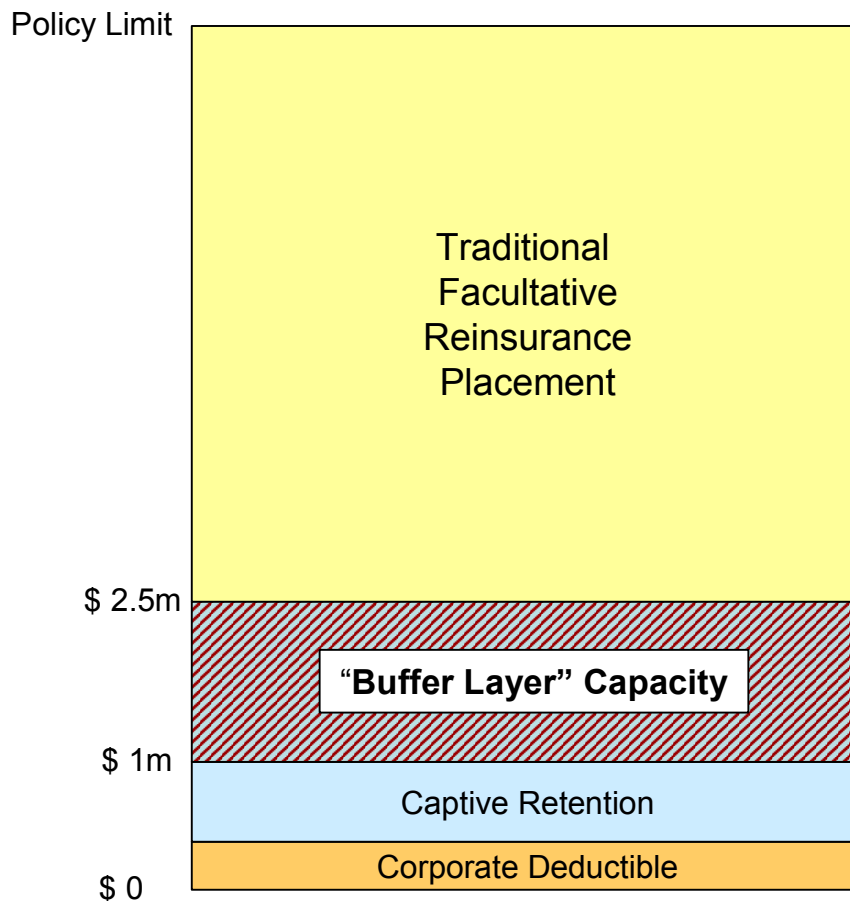 Policy Limit
Traditional
Facultative
Reinsurance
Placement
$ 2.5m
“Buffer Layer” Capacity
$ 1m
Captive Retention
Corporate Deductible
$ 0